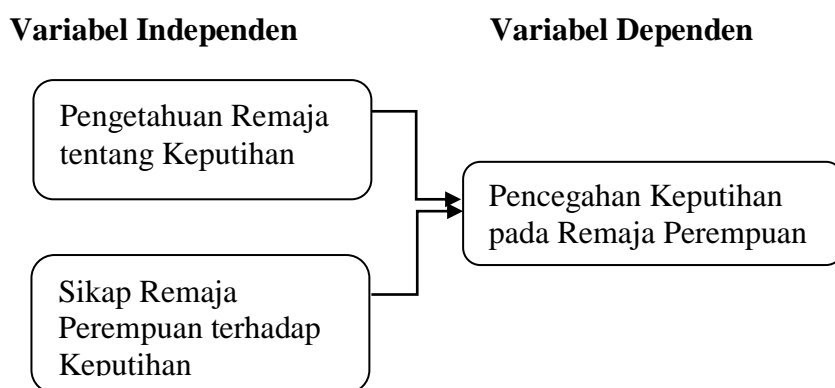 Variabel Independen
Variabel Dependen
Pengetahuan Remaja
tentang Keputihan
Pencegahan Keputihan
pada Remaja Perempuan
Sikap Remaja
Perempuan terhadap
Keputihan